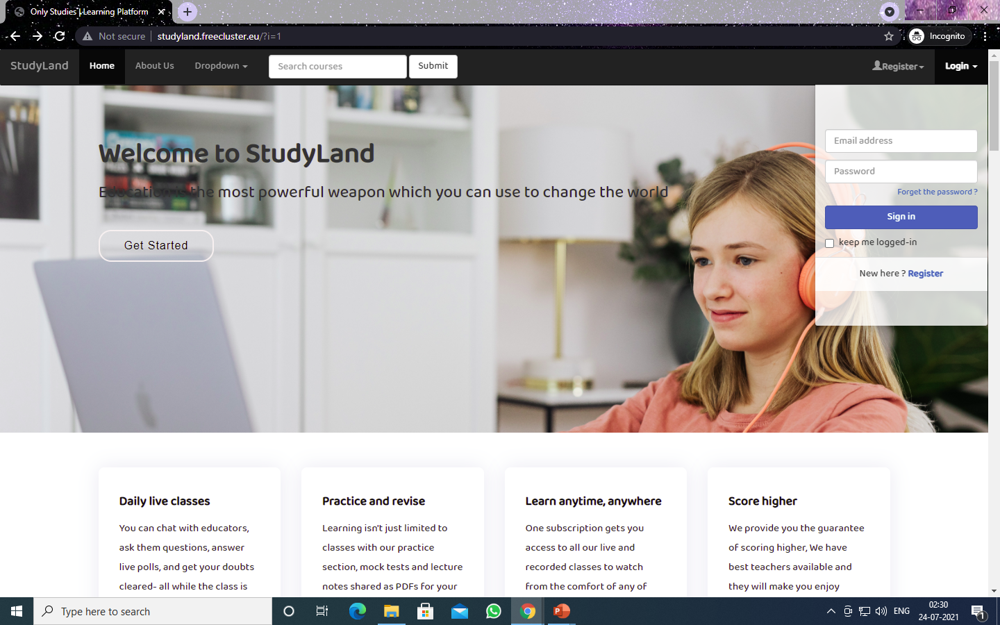 Only Studies | Learning Platform
Not secure studyland.freecluster.eu/?i=1
Incognito
StudyLand Home About Us Dropdown Search courses Submit Register Login
Welcome to StudyLand
Education is the most powerful weapon which you can use to change the world
Get Started
Email address
Password
Forget the password ?
Sign in
keep me logged-in
New here ? Register
Daily live classes
You can chat with educators,
ask them questions, answer
live polls, and get your doubts
cleared- all while the class is
Practice and revise
Learning isn't just limited to
classes with our practice
section, mock tests and lecture
notes shared as PDFs for your
Learn anytime, anywhere
One subscription gets you
access to all our live and
recorded classes to watch
from the comfort of any of
Score higher
We provide you the guarantee
of scoring higher, We have
best teachers available and
they will make you enjoy
Type here to search
P
ENG
02:30
24-07-2021
1